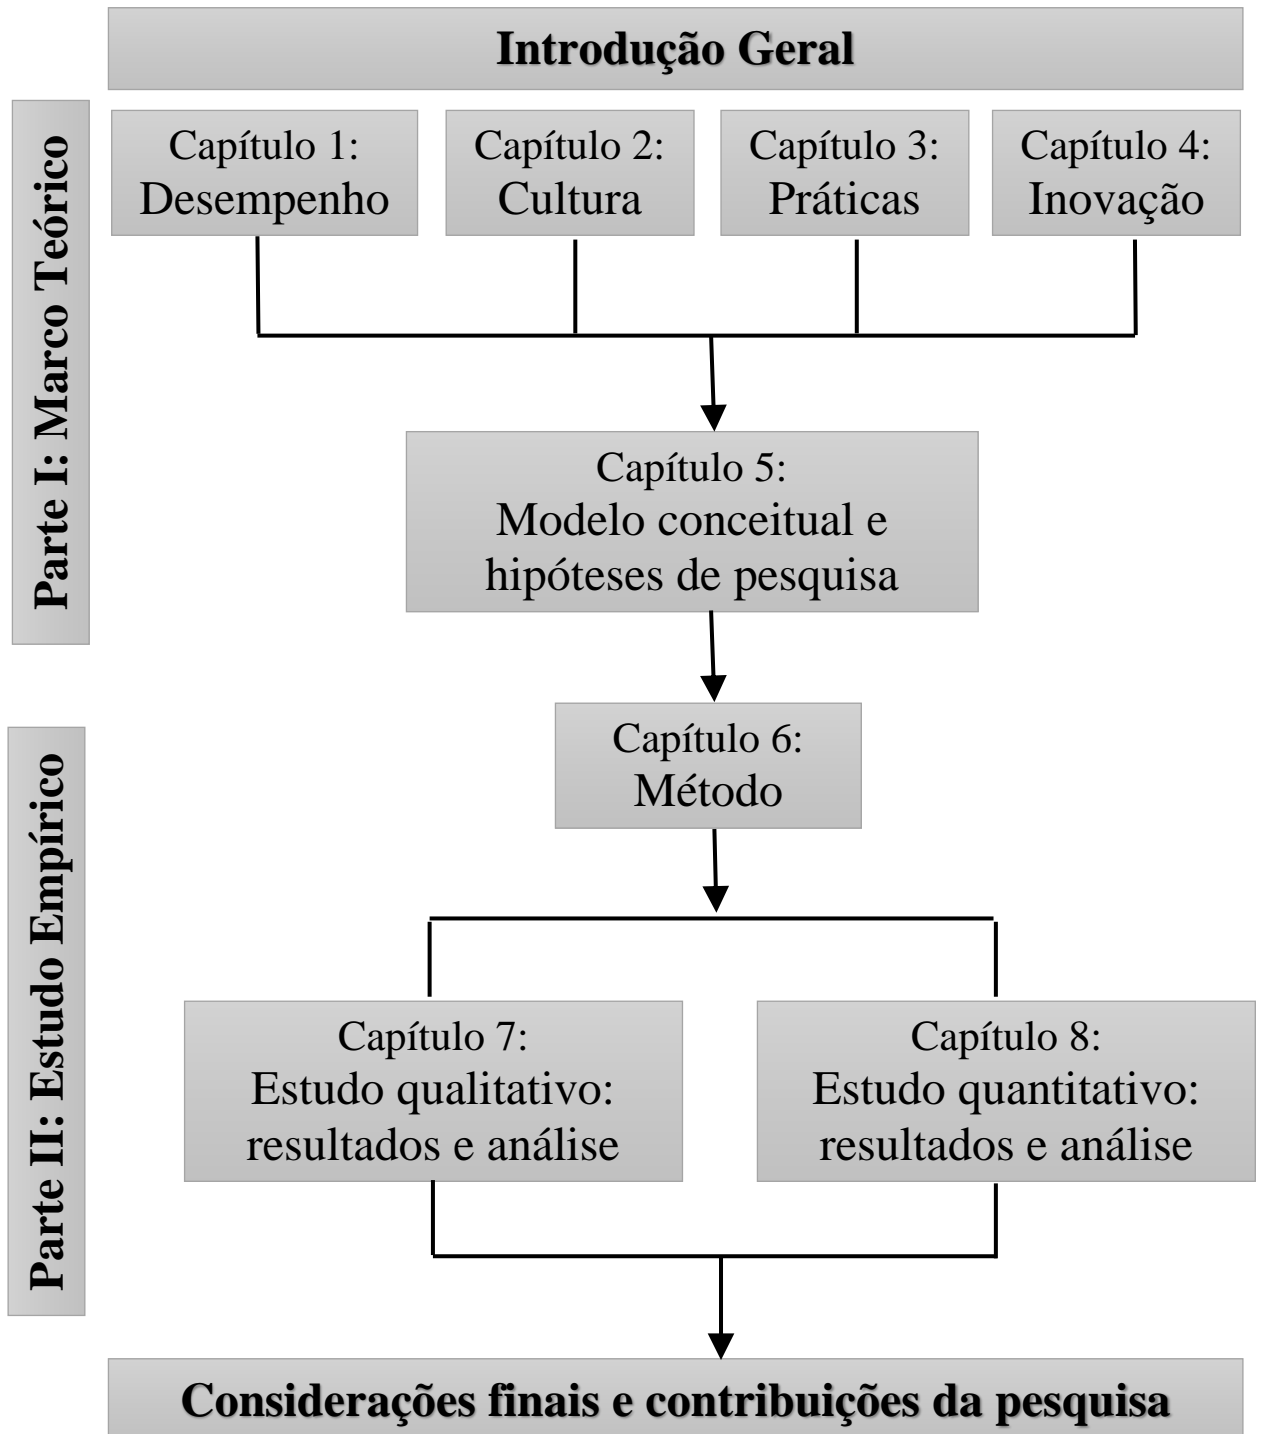 Introdução Geral
Parte I: Marco Teórico
Capítulo 1:
Desempenho
Capítulo 2:
Cultura
Capítulo 3:
Práticas
Capítulo 4:
Inovação
Capítulo 5:
Modelo conceitual e
hipóteses de pesquisa
Parte II: Estudo Empírico
Capítulo 6:
Método
Capítulo 7:
Estudo qualitativo:
resultados e análise
Capítulo 8:
Estudo quantitativo:
resultados e análise
Considerações finais e contribuições da pesquisa